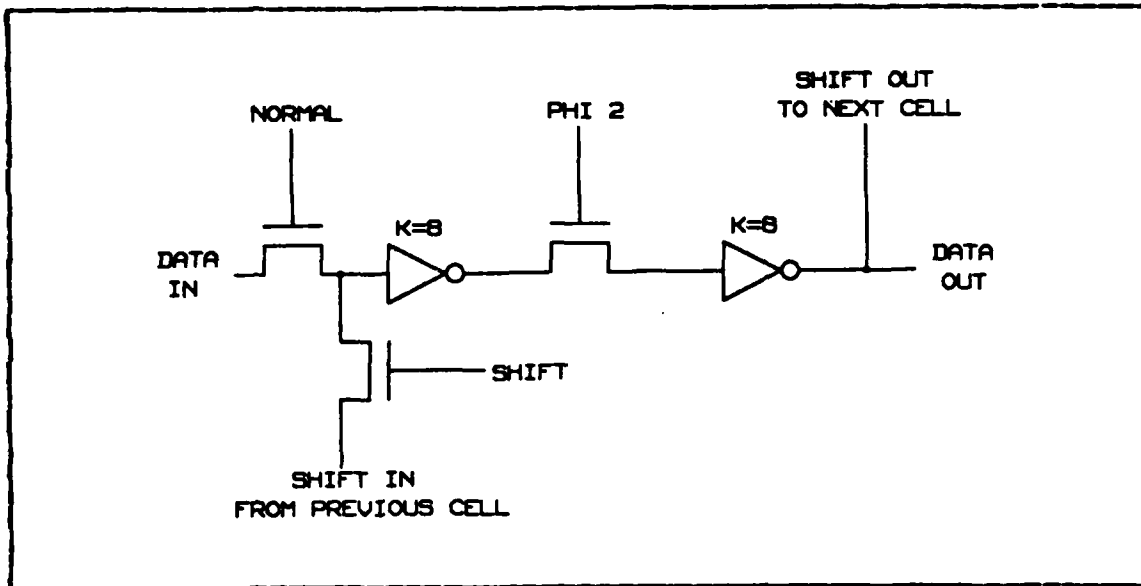 SHIFT OUT
TO NEXT CELL
NORMAL
PHI 2
K=8
K=8
DATA
IN
DATA
OUT
SHIFT
SHIFT IN
FROM PREVIOUS CELL